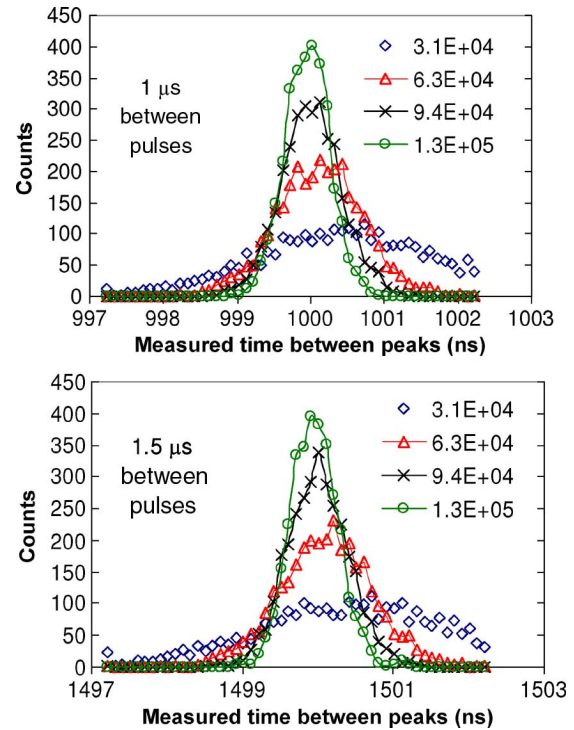 450
400
350
300
250
200
150
100
50
0
Counts
1 µs
between
pulses
3.1E+04
6.3E+04
9.4E+04
1.3E+05
997 998 999 1000 1001 1002 1003
Measured time between peaks (ns)
450
400
350
300
250
200
150
100
50
0
Counts
1.5 µs
between
pulses
3.1E+04
6.3E+04
9.4E+04
1.3E+05
1497 1499 1501 1503
Measured time between peaks (ns)